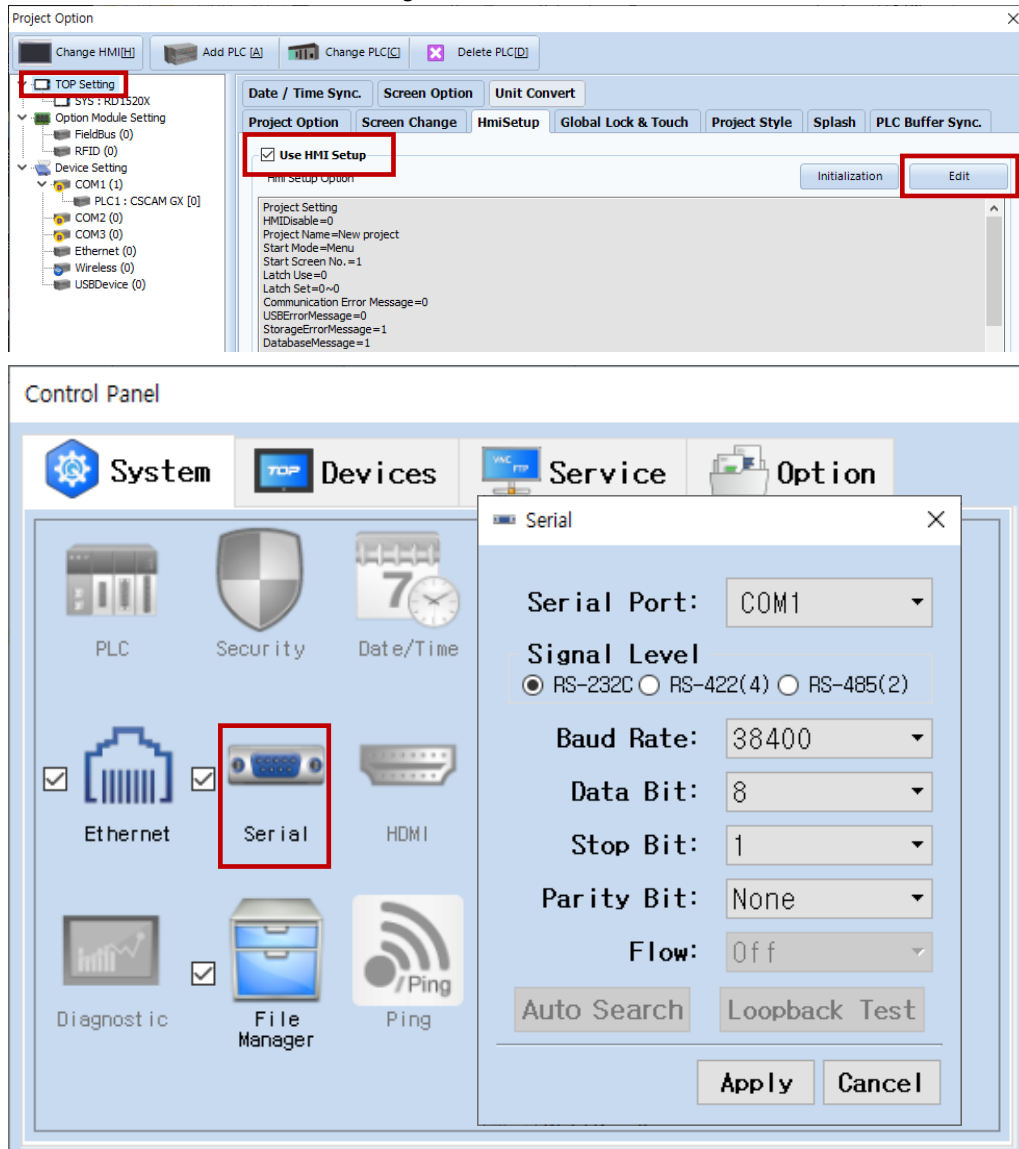 Project Option
Change HMI[H] Add PLC [A] Change PLC[C] Delete PLC[D]
TOP Setting
SYS : RD1520X
Option Module Setting
FieldBus (0)
RFID (0)
Device Setting
COM1 (1)
PLC1 : CSCAM GX [0]
COM2 (0)
COM3 (0)
Ethernet (0)
Wireless (0)
USBDevice (0)
Date / Time Sync. Screen Option Unit Convert
Project Option Screen Change HmiSetup Global Lock & Touch Project Style Splash PLC Buffer Sync.
Use HMI Setup
Hmi Setup Option
Initialization Edit
Project Setting
HMIDisable=0
Project Name=New project
Start Mode=Menu
Start Screen No.=1
Latch Use=0
Latch Set=0~0
Communication Error Message=0
USBErrorMessage=0
StorageErrorMessage=1
DatabaseMessage=1
Control Panel
System TOP Devices VNC FTP Service Option
PLC Security 7 Date/Time
Ethernet Serial HDMI
Diagnostic File Manager /Ping Ping
Serial
Serial Port: COM1
Signal Level
RS-232C RS-422(4) RS-485(2)
Baud Rate: 38400
Data Bit: 8
Stop Bit: 1
Parity Bit: None
Flow: Off
Auto Search Loopback Test
Apply Cancel